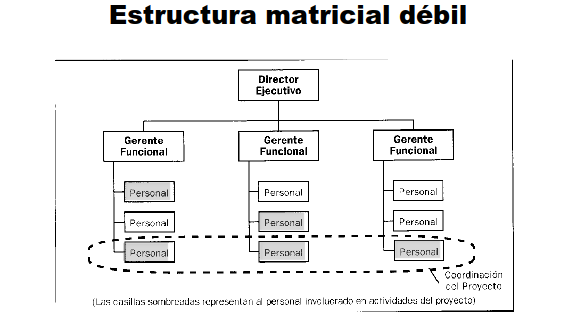 Estructura matricial débil
Director
Ejecutivo
Gerente
Funcional
Gerente
Funcional
Gerente
Funcional
Personal
Personal
Personal
Personal
Personal
Personal
Personal
Personal
Personal
Coordinación
del Proyecto
(Las casillas sombreadas representan al personal involucrado en actividades del proyecto)